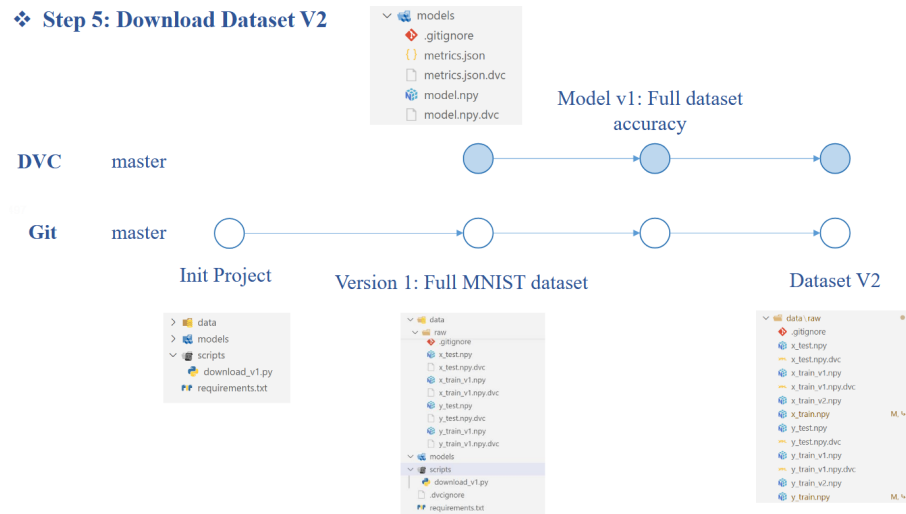 ❖ Step 5: Download Dataset V2
models
.gitignore
metrics.json
metrics.json.dvc
model.npy
model.npy.dvc
Model v1: Full dataset
accuracy
DVC master
Git master
Init Project
Version 1: Full MNIST dataset
Dataset V2
data
models
scripts
download_v1.py
requirements.txt
data
raw
.gitignore
x_test.npy
x_test.npy.dvc
x_train_v1.npy
x_train_v1.npy.dvc
y_test.npy
y_test.npy.dvc
y_train_v1.npy
y_train_v1.npy.dvc
models
scripts
download_v1.py
.dvcignore
requirements.txt
data\raw
.gitignore
x_test.npy
x_test.npy.dvc
x_train_v1.npy
x_train_v1.npy.dvc
x_train_v2.npy
x_train.npy M,
y_test.npy
y_test.npy.dvc
y_train_v1.npy
y_train_v1.npy.dvc
y_train_v2.npy
y_train.npy M,